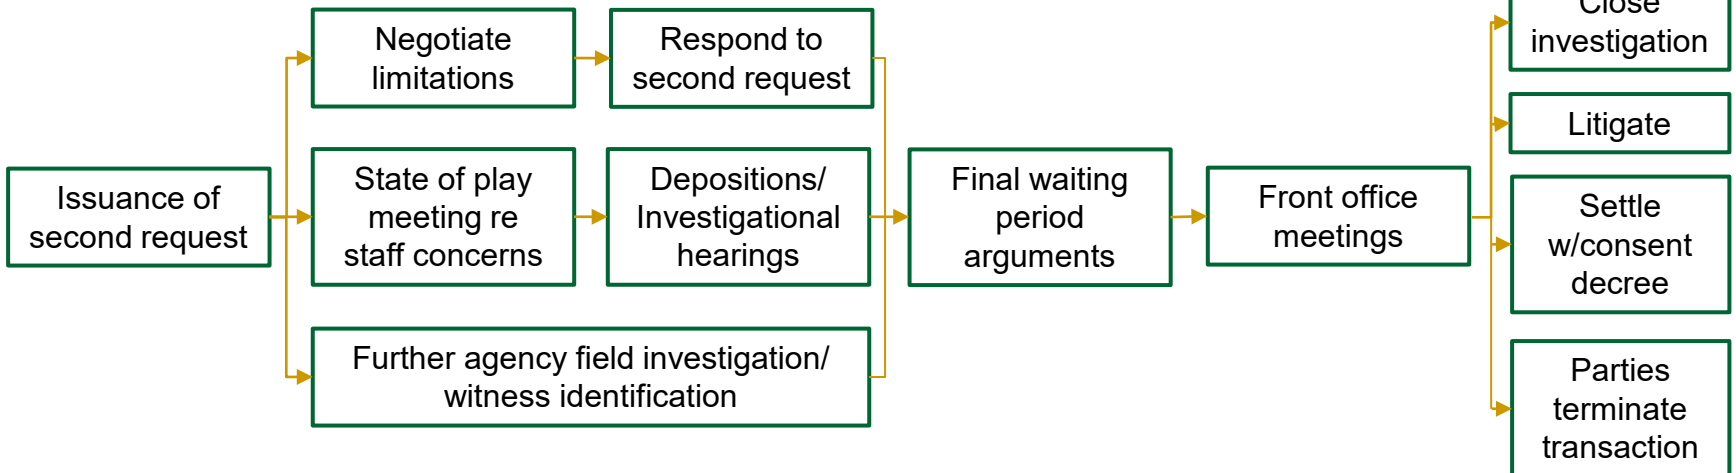 Issuance of
second request
Negotiate
limitations
Respond to
second request
State of play
meeting re
staff concerns
Depositions/
Investigational
hearings
Further agency field investigation/
witness identification
Final waiting
period
arguments
Front office
meetings
Close
investigation
Litigate
Settle
w/consent
decree
Parties
terminate
transaction